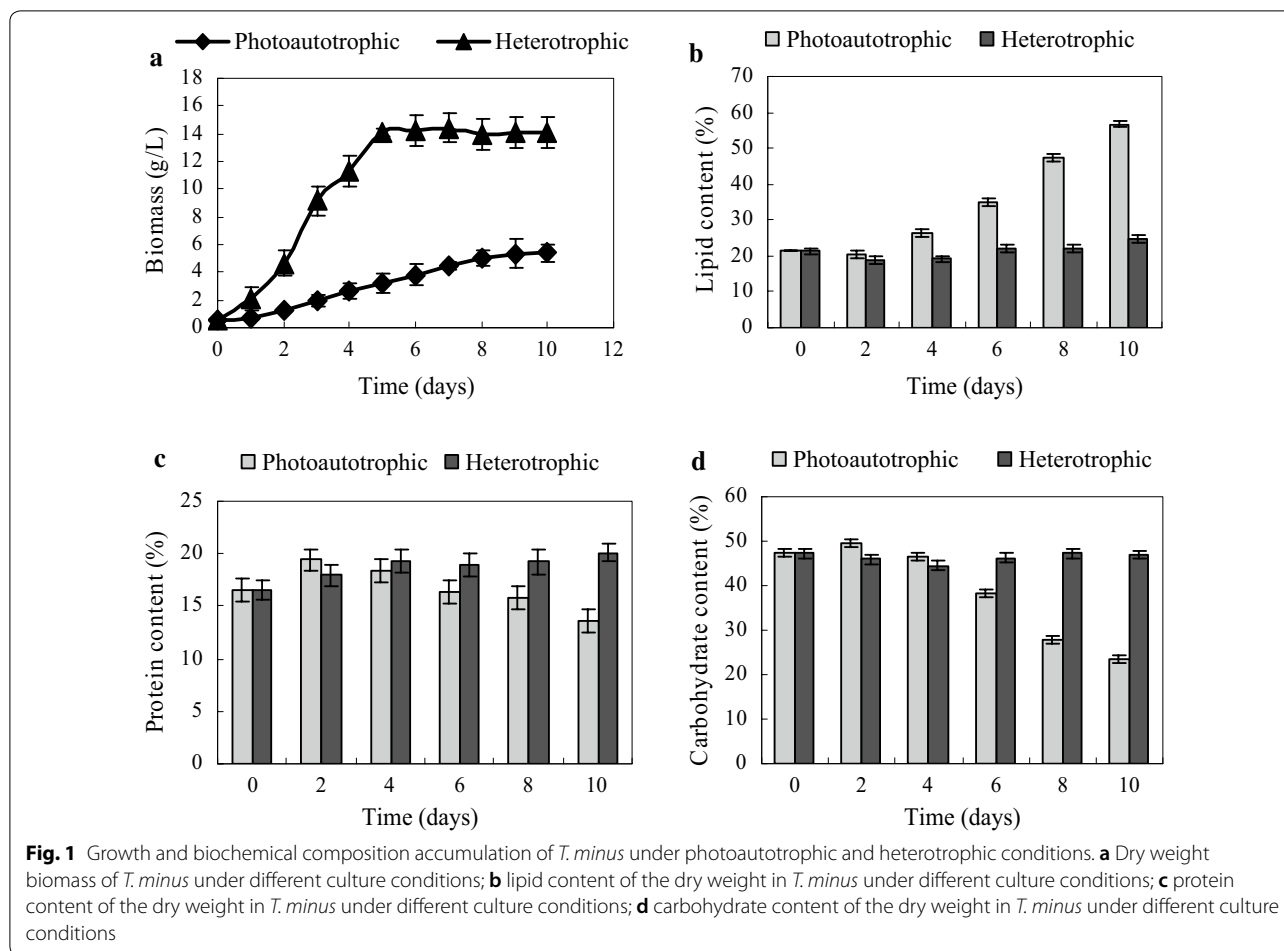 a
Photoautotrophic Heterotrophic
Biomass (g/L)
18
16
14
12
10
8
6
4
2
0
0 2 4 6 8 10 12
Time (days)
b
Photoautotrophic Heterotrophic
Lipid content (%)
70
60
50
40
30
20
10
0
0 2 4 6 8 10
Time (days)
c
Photoautotrophic Heterotrophic
Protein content (%)
25
20
15
10
5
0
0 2 4 6 8 10
Time (days)
d
Photoautotrophic Heterotrophic
Carbohydrate content (%)
60
50
40
30
20
10
0
0 2 4 6 8 10
Time (days)
Fig. 1 Growth and biochemical composition accumulation of T. minus under photoautotrophic and heterotrophic conditions. a Dry weight
biomass of T. minus under different culture conditions; b lipid content of the dry weight in T. minus under different culture conditions; c protein
content of the dry weight in T. minus under different culture conditions; d carbohydrate content of the dry weight in T. minus under different culture
conditions